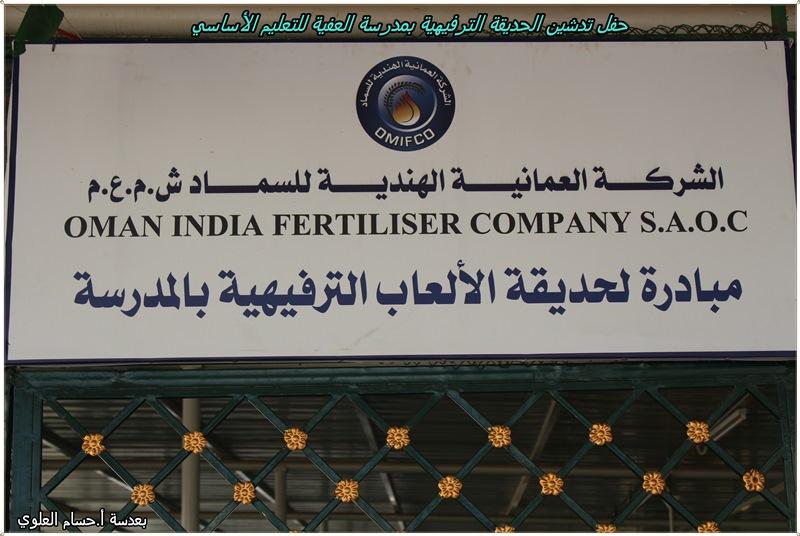 حفل تدشين الحديقة الترفيهية بمدرسة العفية للتعليم الأساسي
الشركة العمانية الهندية للسماد
OMIFCO
الشركة العمانية الهندية للسماد ش.م.ع.م
OMAN INDIA FERTILISER COMPANY S.A.O.C
مبادرة لحديقة الألعاب الترفيهية بالمدرسة
بعدسة أ.حسام العلوي